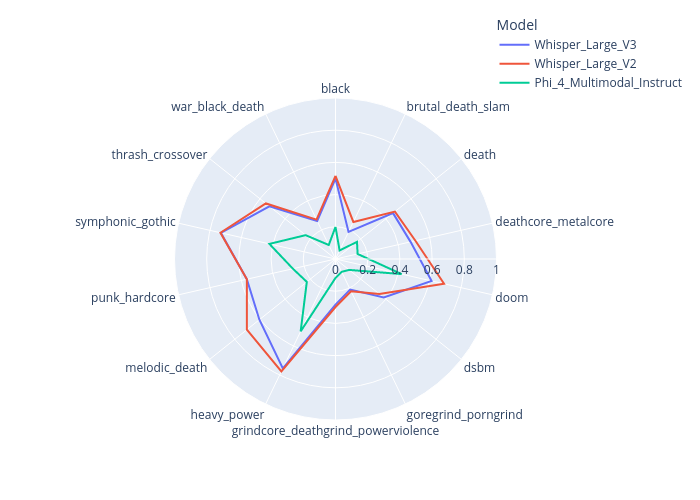 Model
Whisper_Large_V3
Whisper_Large_V2
Phi_4_Multimodal_Instruct
black
war_black_death
brutal_death_slam
thrash_crossover
death
symphonic_gothic
deathcore_metalcore
0 0.2 0.4 0.6 0.8 1
punk_hardcore
doom
melodic_death
dsbm
heavy_power
goregrind_porngrind
grindcore_deathgrind_powerviolence